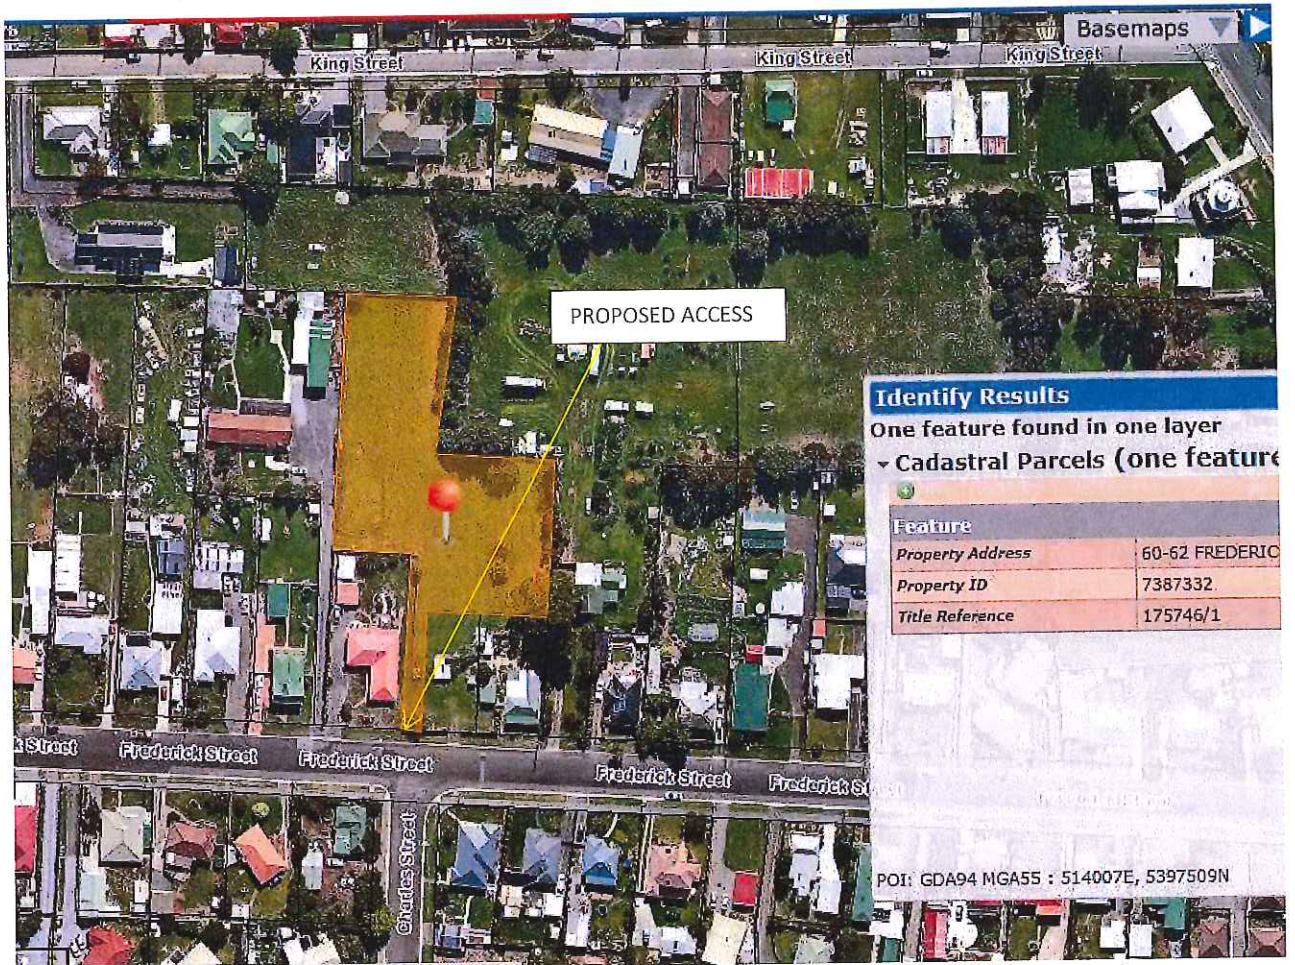 Basemaps
King Street
King Street
King Street
PROPOSED ACCESS
Identify Results
One feature found in one layer
Cadastral Parcels (one feature
Feature
Property Address 60-62 FREDERIC
Property ID 7387332
Title Reference 175746/1
k Street
Frederick Street
Frederick Street
Frederick Street
Frederick S
Charles Street
POI: GDA94 MGA55 : 514007E, 5397509N